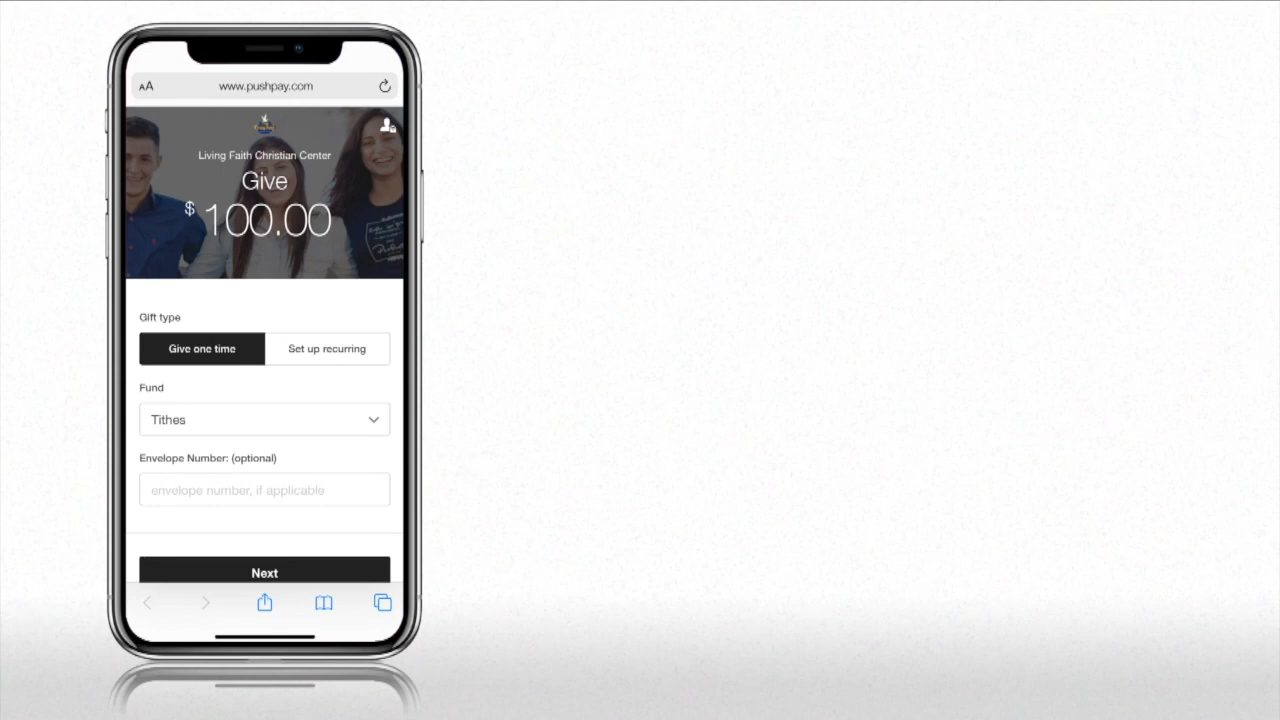 AA
www.pushpay.com
Living Faith Christian Center
Give
$ 100.00
Gift type
Give one time
Set up recurring
Fund
Tithes
Envelope Number: (optional)
envelope number, if applicable
Next